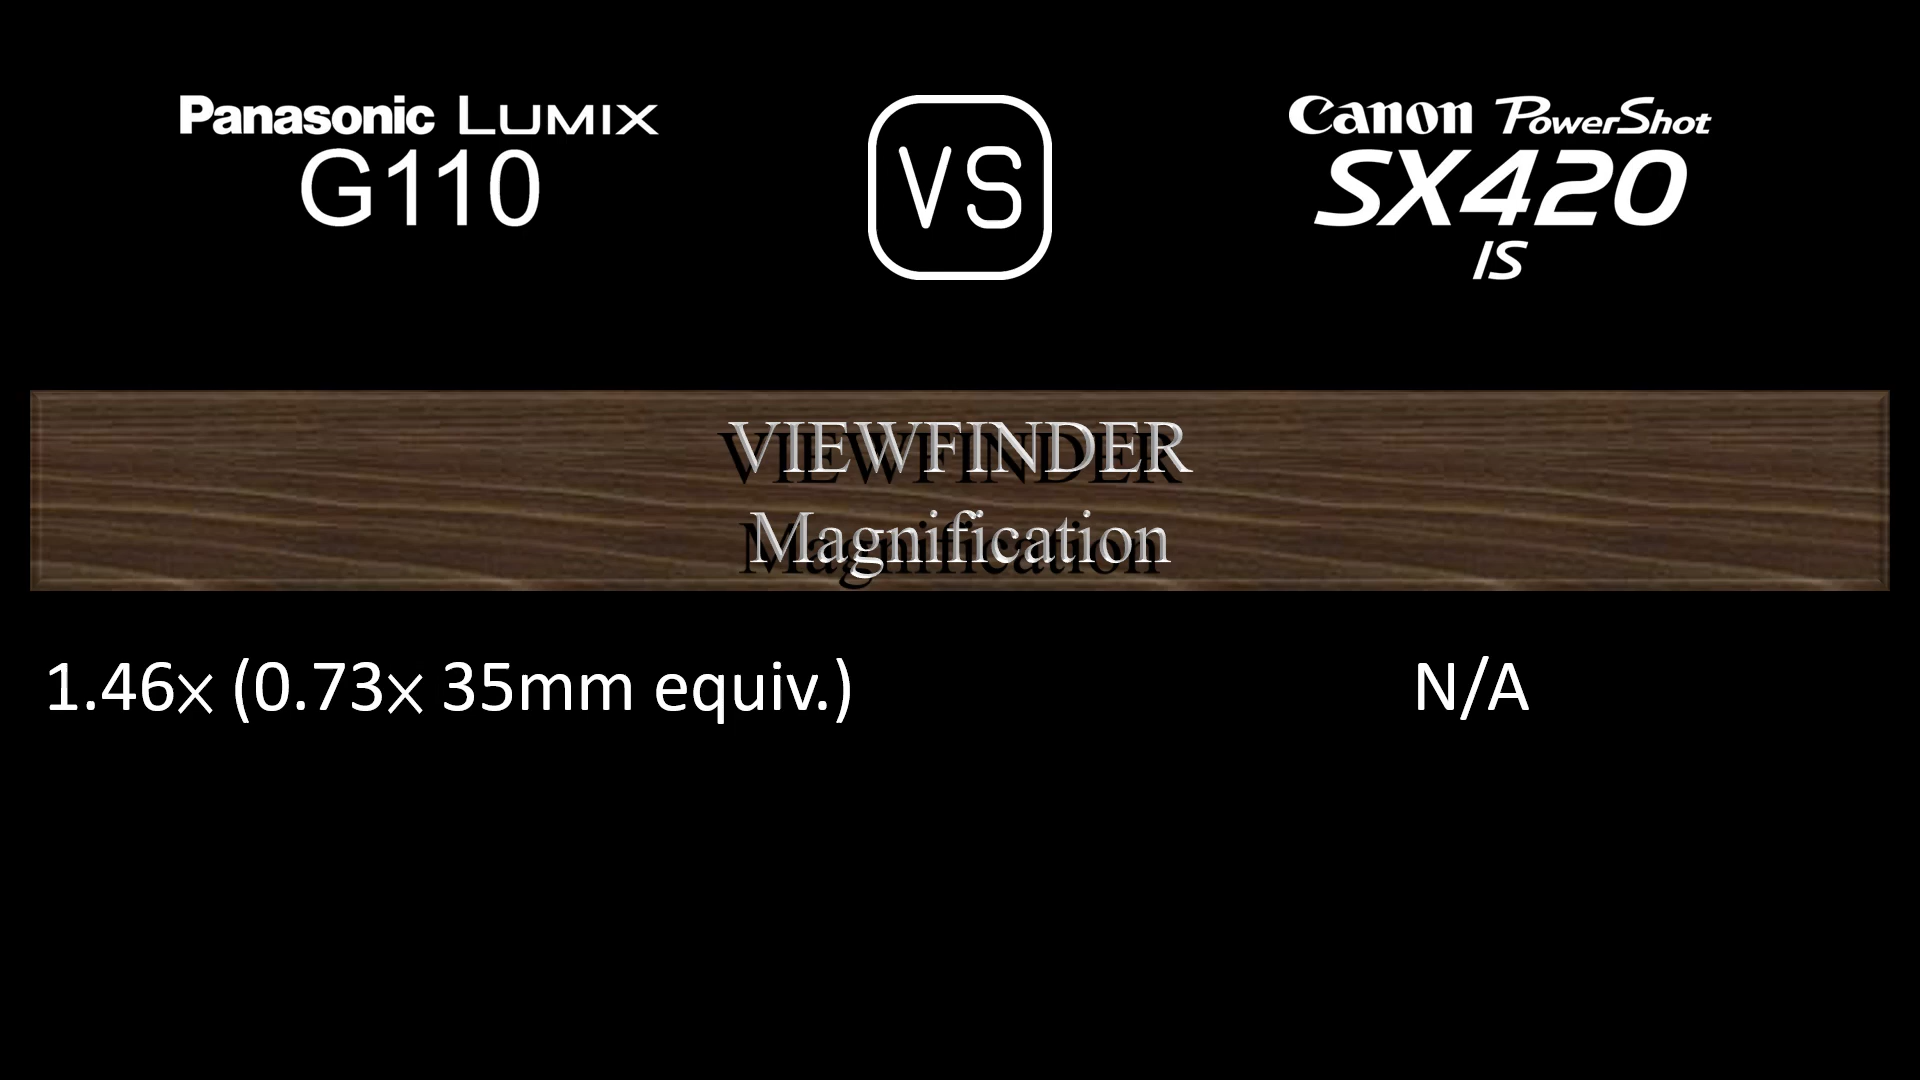 Panasonic LUMIX
G110
VS
Canon PowerShot
SX420
IS
VIEWFINDER
Magnification
1.46x (0.73x 35mm equiv.)
N/A